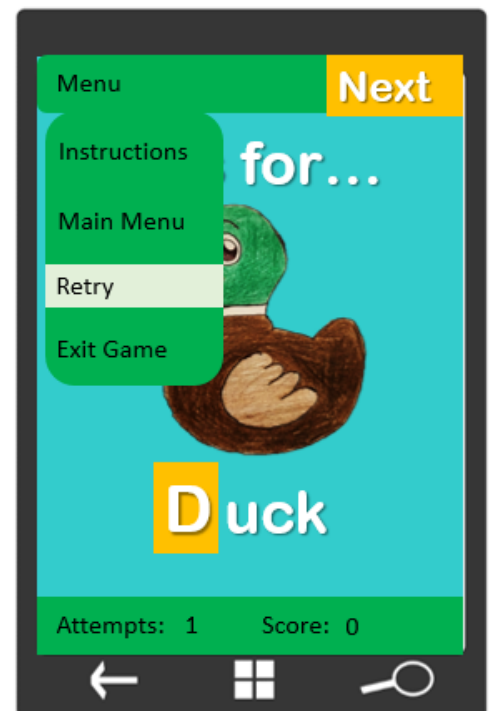 Menu
Next
Instructions
for...
Main Menu
Retry
Exit Game
Duck
Attempts: 1 Score: 0